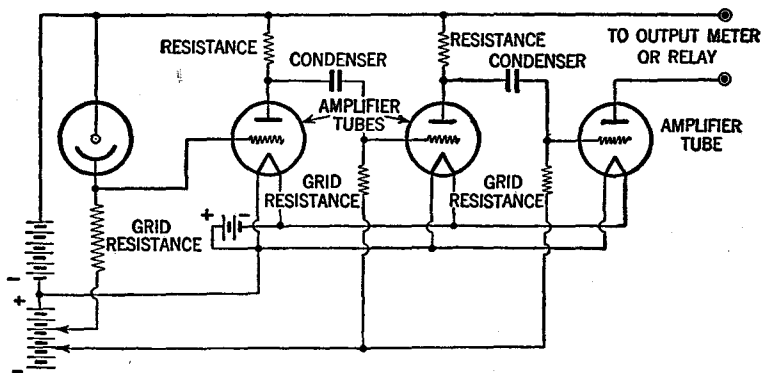 RESISTANCE
CONDENSER
RESISTANCE
CONDENSER
TO OUTPUT METER
OR RELAY
AMPLIFIER
TUBES
AMPLIFIER
TUBE
GRID
RESISTANCE
GRID
RESISTANCE
GRID
RESISTANCE
+
-
-
+
-